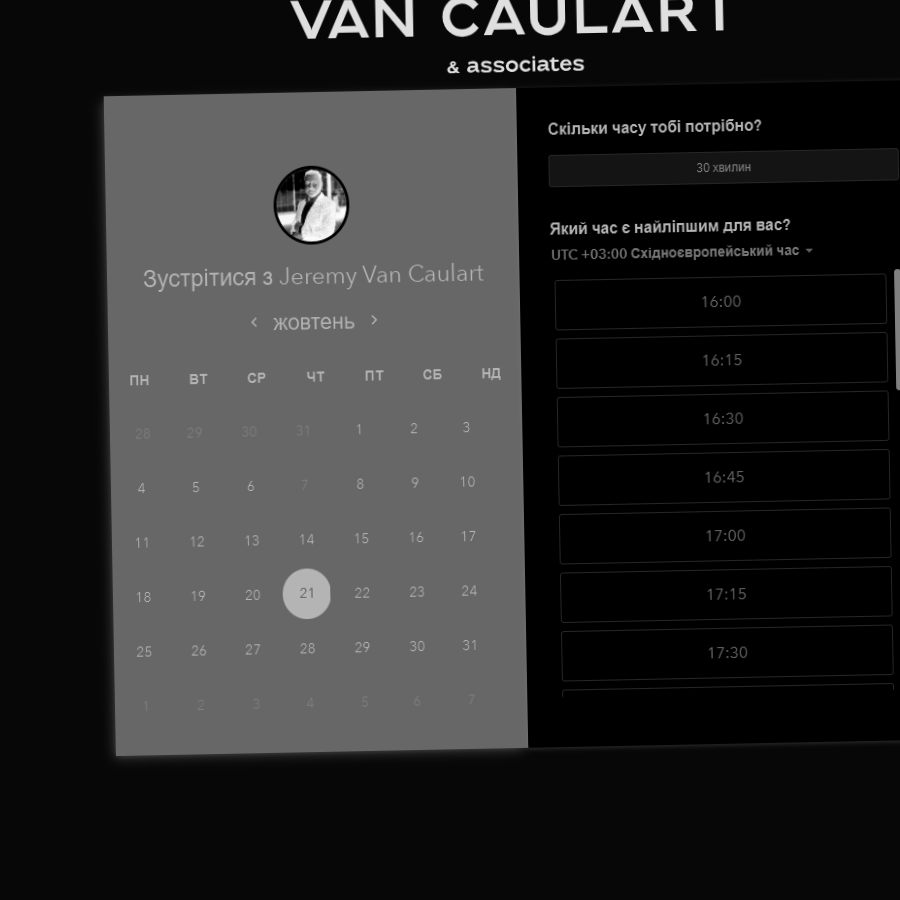 VAN CAULART
& associates
Зустрітися з Jeremy Van Caulart
‹ жовтень ›
ПН ВТ СР ЧТ ПТ СБ НД
28 29 30 31 1 2 3
4 5 6 7 8 9 10
11 12 13 14 15 16 17
18 19 20 21 22 23 24
25 26 27 28 29 30 31
1 2 3 4 5 6 7
Скільки часу тобі потрібно?
30 хвилин
Який час є найліпшим для вас?
UTC +03:00 Східноєвропейський час
16:00
16:15
16:30
16:45
17:00
17:15
17:30